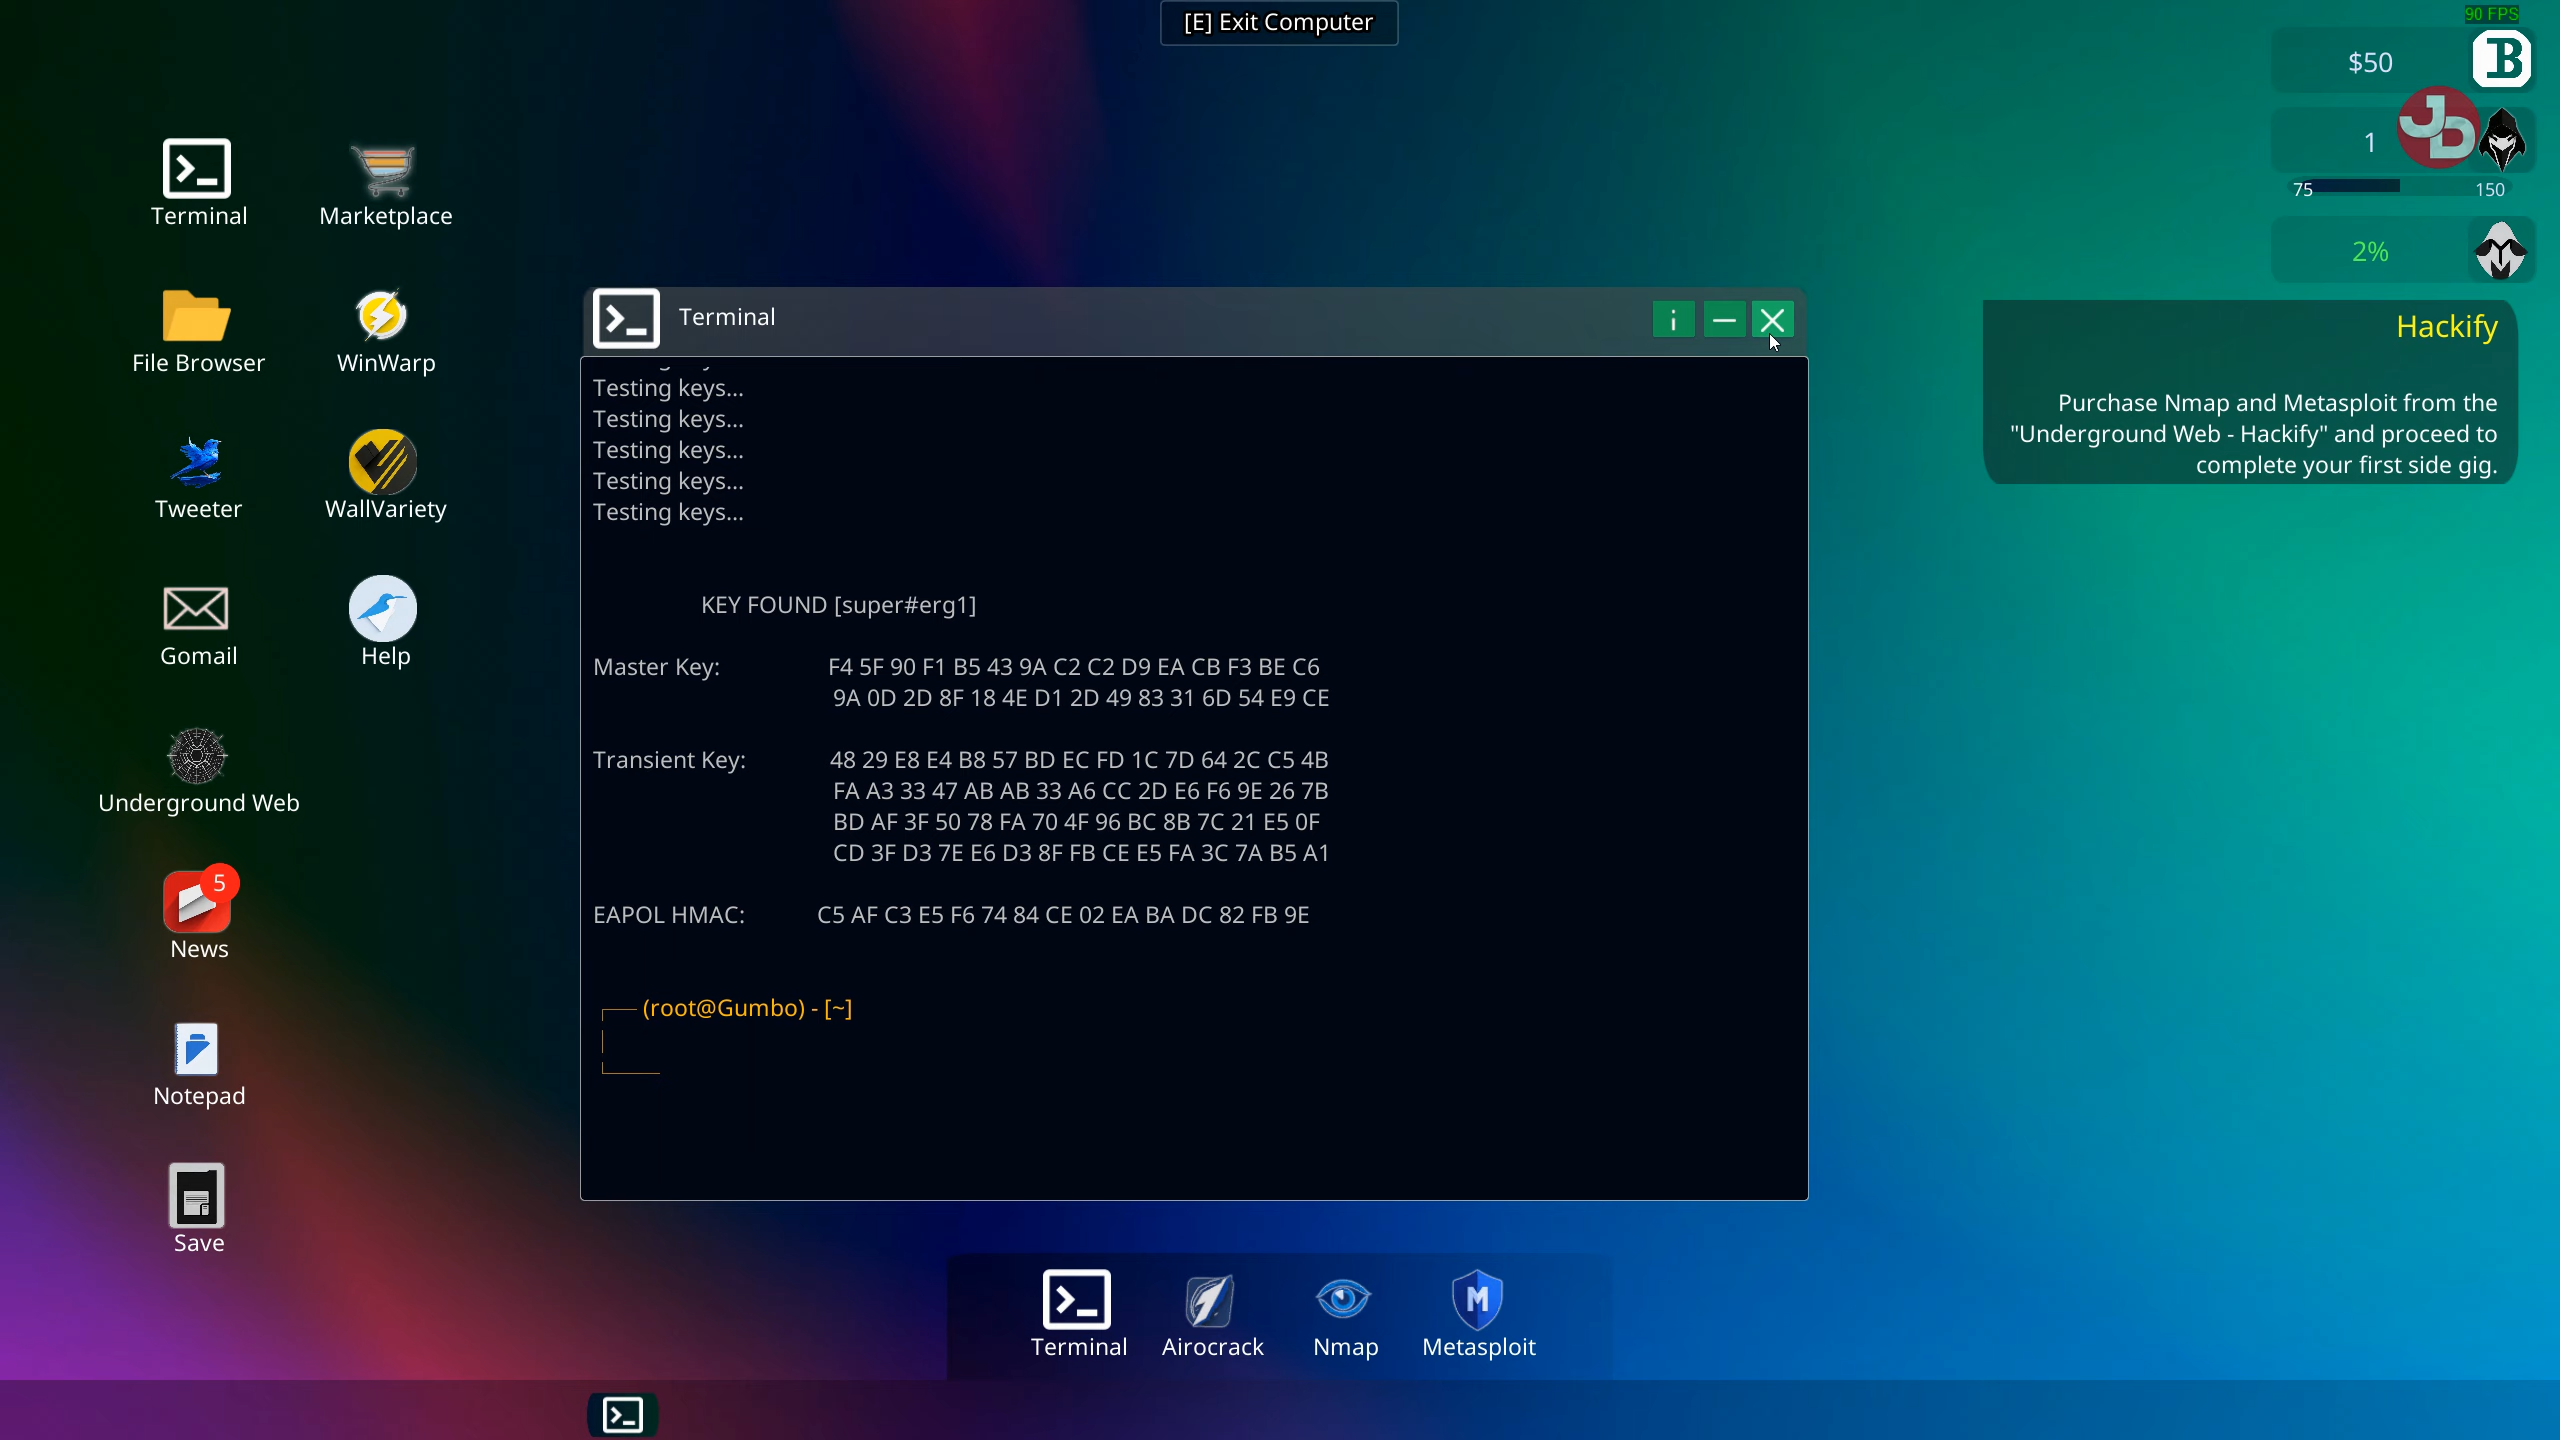 [E] Exit Computer
90 FPS
$50
B
1
JD
75
150
2%
Hackify
Purchase Nmap and Metasploit from the
"Underground Web - Hackify" and proceed to
complete your first side gig.
Terminal
Marketplace
File Browser
WinWarp
Tweeter
WallVariety
Gomail
Help
Underground Web
5
News
Notepad
Save
Terminal
Testing keys...
Testing keys...
Testing keys...
Testing keys...
Testing keys...
KEY FOUND [super#erg1]
Master Key: F4 5F 90 F1 B5 43 9A C2 C2 D9 EA CB F3 BE C6
9A 0D 2D 8F 18 4E D1 2D 49 83 31 6D 54 E9 CE
Transient Key: 48 29 E8 E4 B8 57 BD EC FD 1C 7D 64 2C C5 4B
FA A3 33 47 AB AB 33 A6 CC 2D E6 F6 9E 26 7B
BD AF 3F 50 78 FA 70 4F 96 BC 8B 7C 21 E5 0F
CD 3F D3 7E E6 D3 8F FB CE E5 FA 3C 7A B5 A1
EAPOL HMAC: C5 AF C3 E5 F6 74 84 CE 02 EA BA DC 82 FB 9E
(root@Gumbo) - [~]
Terminal
Airocrack
Nmap
M
Metasploit